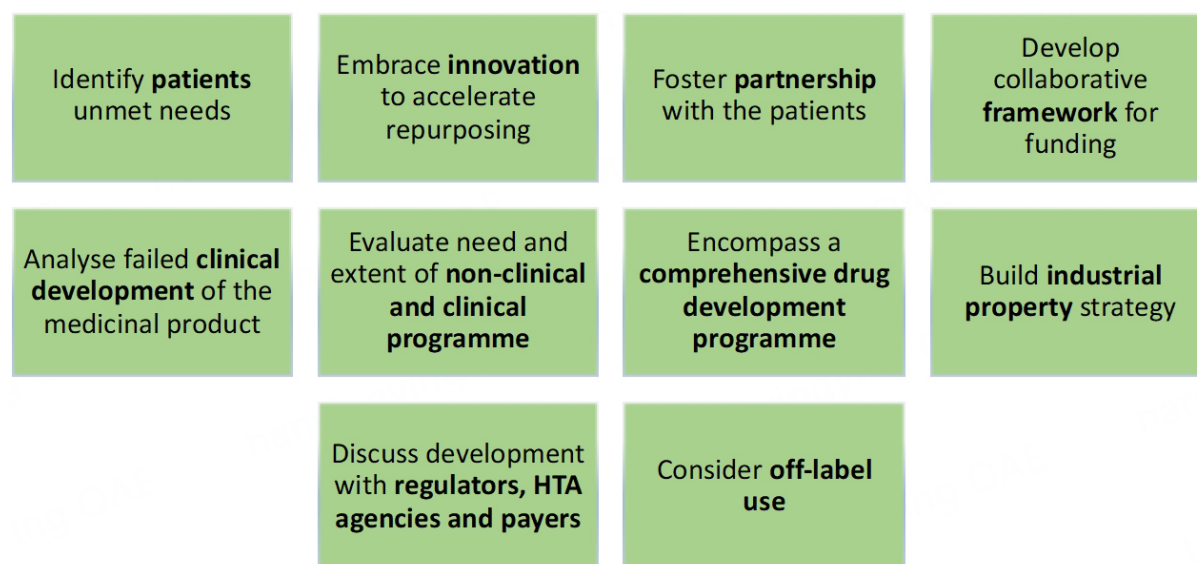 Identify patients
unmet needs
Embrace innovation
to accelerate
repurposing
Foster partnership
with the patients
Develop
collaborative
framework for
funding
Analyse failed clinical
development of the
medicinal product
Evaluate need and
extent of non-clinical
and clinical
programme
Encompass a
comprehensive drug
development
programme
Build industrial
property strategy
Discuss development
with regulators, HTA
agencies and payers
Consider off-label
use